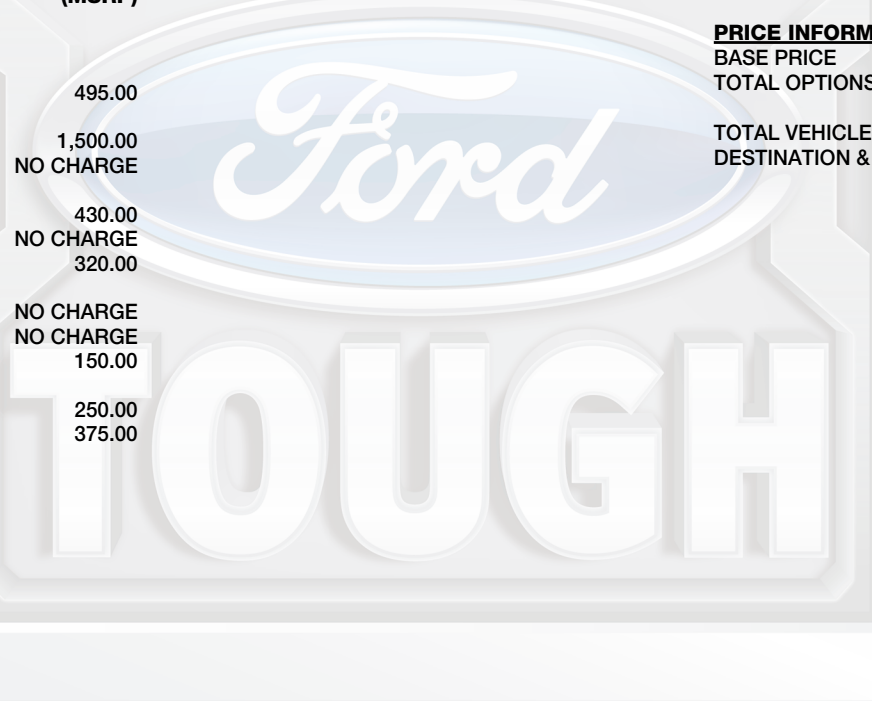 (MSRP)
495.00
1,500.00
NO CHARGE
430.00
NO CHARGE
320.00
NO CHARGE
NO CHARGE
150.00
250.00
375.00
PRICE INFORM
BASE PRICE
TOTAL OPTIONS
TOTAL VEHICLE
DESTINATION &
Ford
TOUGH